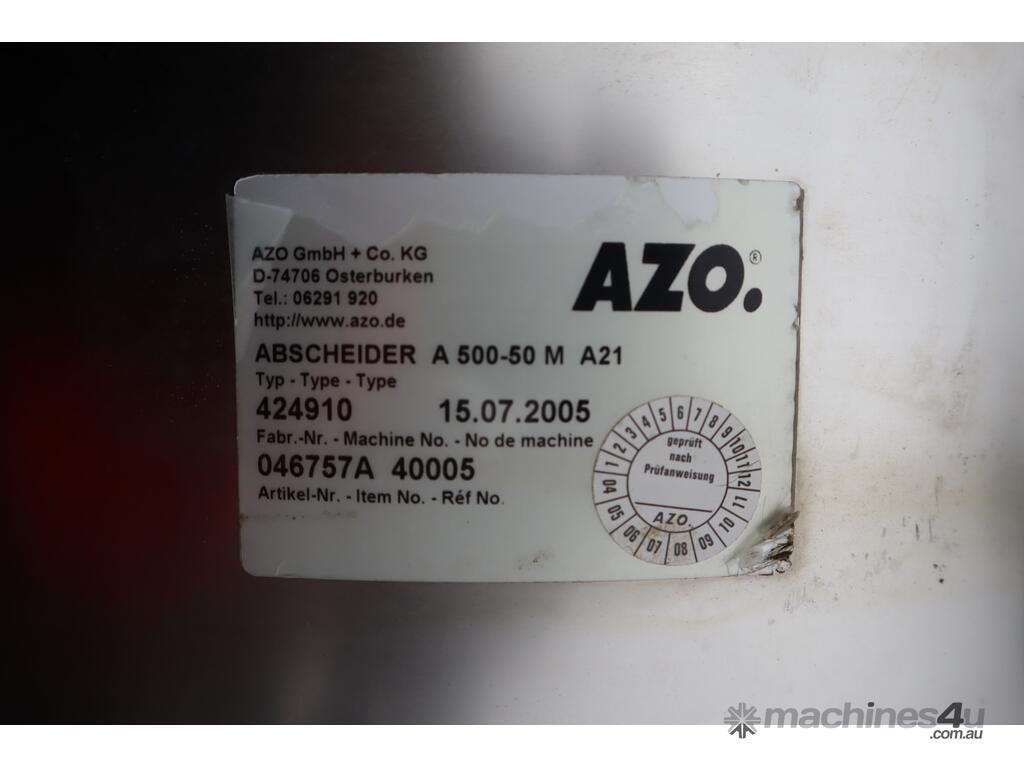 AZO GmbH + Co. KG
D-74706 Osterburken
Tel.: 06291 920
http://www.azo.de
AZO.®
ABSCHEIDER A 500-50 M A21
Typ - Type - Type
424910 15.07.2005
Fabr.-Nr. - Machine No. - No de machine
046757A 40005
Artikel-Nr. - Item No. - Réf No.
1 2 3 4 5 6 7 8 9 10 11 12
geprüft
nach
Prüfanweisung
AZO.
04 05 06 07 08 09 10 11
machines4u
.com.au